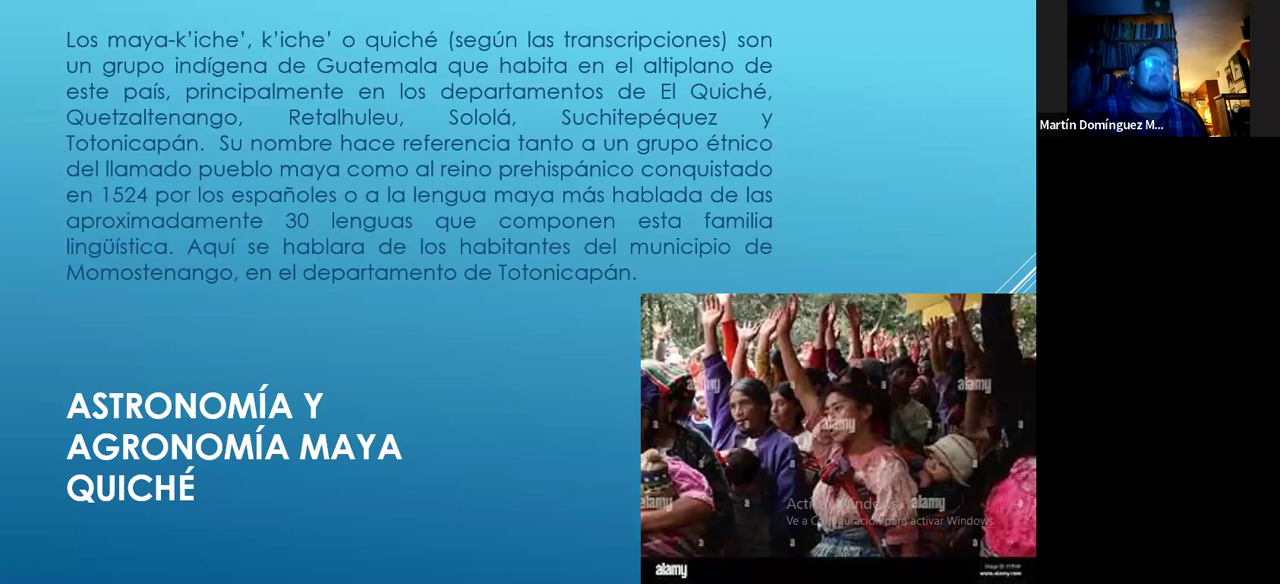 Los maya-k'iche', k'iche' o quiché (según las transcripciones) son
un grupo indígena de Guatemala que habita en el altiplano de
este país, principalmente en los departamentos de El Quiché,
Quetzaltenango, Retalhuleu, Sololá, Suchitepéquez y
Totonicapán. Su nombre hace referencia tanto a un grupo étnico
del llamado pueblo maya como al reino prehispánico conquistado
en 1524 por los españoles o a la lengua maya más hablada de las
aproximadamente 30 lenguas que componen esta familia
lingüística. Aquí se hablara de los habitantes del municipio de
Momostenango, en el departamento de Totonicapán.
Martín Domínguez M...
ASTRONOMÍA Y
AGRONOMÍA MAYA
QUICHÉ
alamy
alamy
alamy
alamy
alamy
Ve a Configuración para activar Windows.
alamy
www.alamy.com